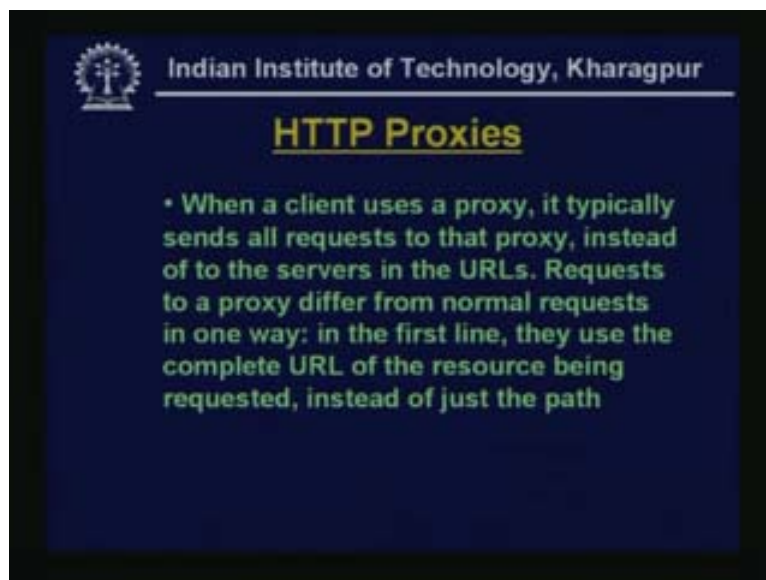 Indian Institute of Technology, Kharagpur
HTTP Proxies
• When a client uses a proxy, it typically
sends all requests to that proxy, instead
of to the servers in the URLs. Requests
to a proxy differ from normal requests
in one way: in the first line, they use the
complete URL of the resource being
requested, instead of just the path